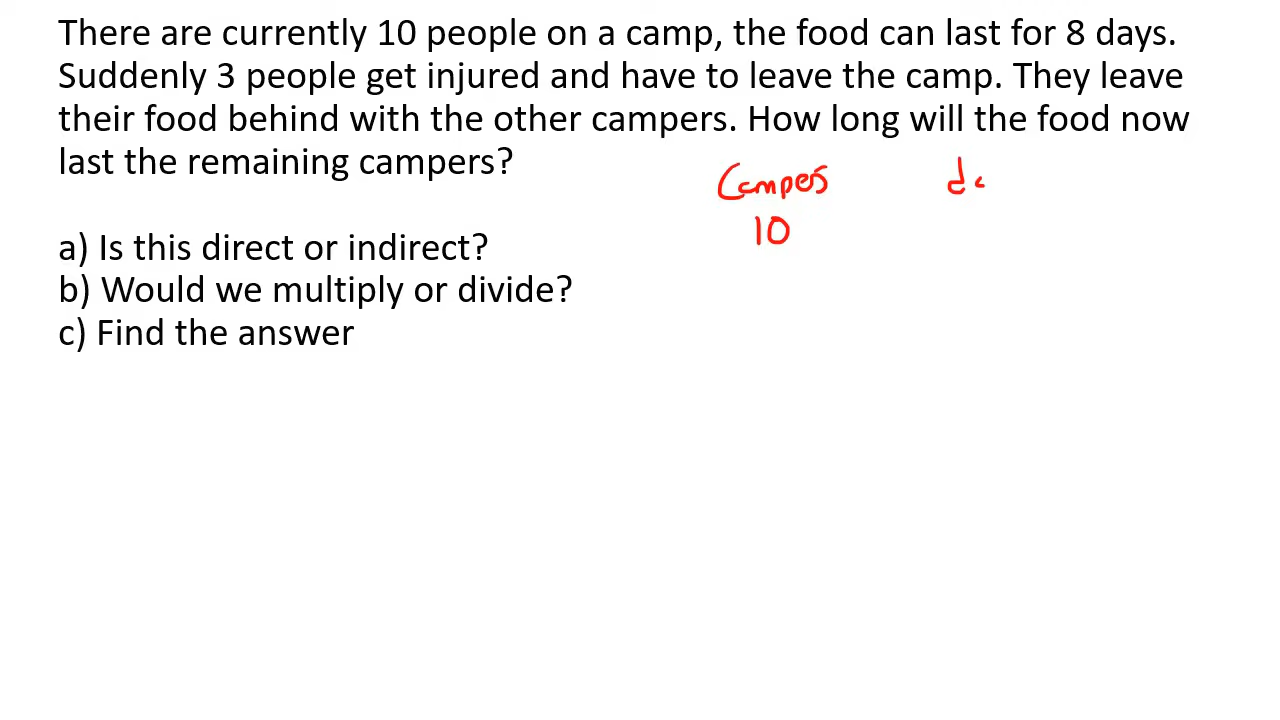 There are currently 10 people on a camp, the food can last for 8 days.
Suddenly 3 people get injured and have to leave the camp. They leave
their food behind with the other campers. How long will the food now
last the remaining campers?
Campers
10
a) Is this direct or indirect?
b) Would we multiply or divide?
c) Find the answer